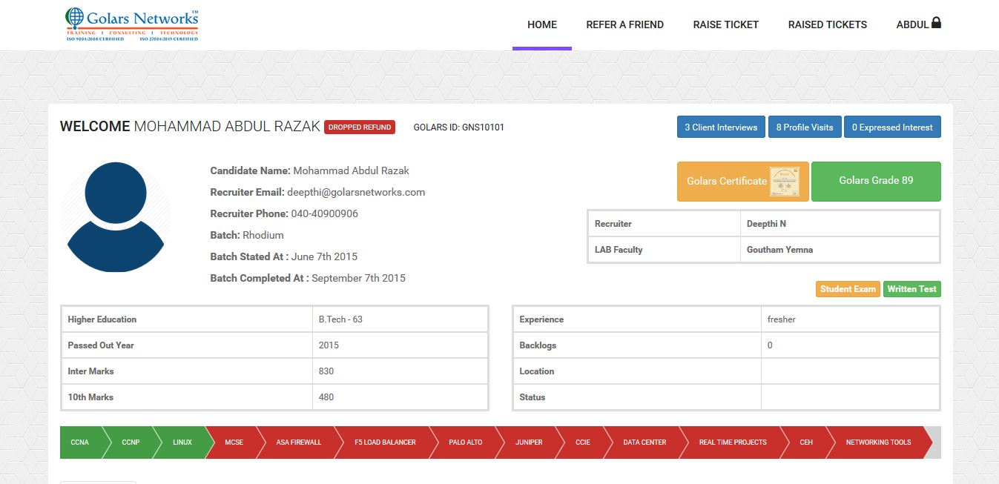 Golars Networks™
TRAINING | CONSULTING | TECHNOLOGY
ISO 9001:2008 CERTIFIED ISO 27001:2013 CERTIFIED
HOME REFER A FRIEND RAISE TICKET RAISED TICKETS ABDUL
WELCOME MOHAMMAD ABDUL RAZAK DROPPED REFUND GOLARS ID: GNS10101
3 Client Interviews 8 Profile Visits 0 Expressed Interest
Candidate Name: Mohammad Abdul Razak
Recruiter Email: deepthi@golarsnetworks.com
Recruiter Phone: 040-40900906
Batch: Rhodium
Batch Stated At : June 7th 2015
Batch Completed At : September 7th 2015
Golars Certificate Golars Grade 89
Recruiter Deepthi N
LAB Faculty Goutham Yemna
Student Exam Written Test
Higher Education B.Tech - 63
Passed Out Year 2015
Inter Marks 830
10th Marks 480
Experience fresher
Backlogs 0
Location
Status
CCNA CCNP LINUX MCSE ASA FIREWALL F5 LOAD BALANCER PALO ALTO JUNIPER CCIE DATA CENTER REAL TIME PROJECTS CEH NETWORKING TOOLS